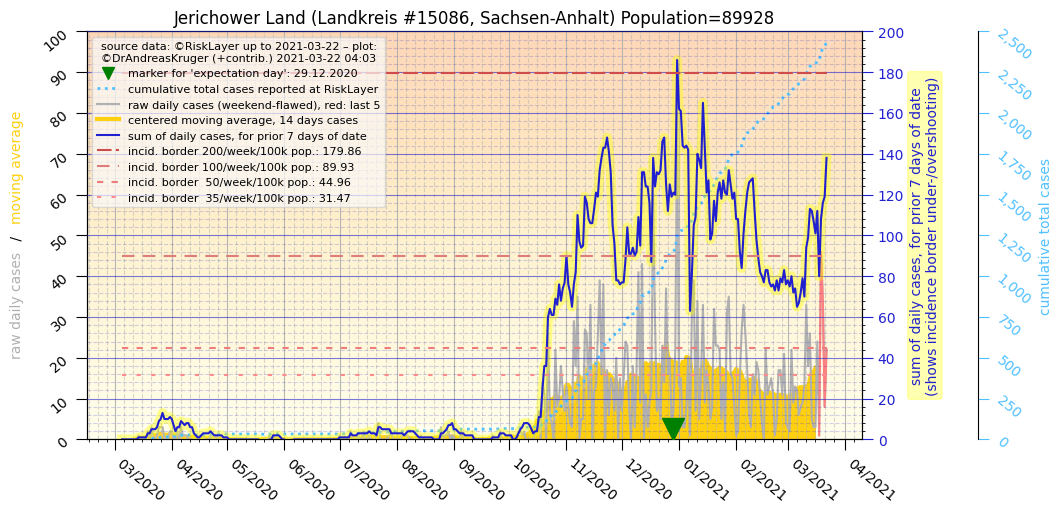 Jerichower Land (Landkreis #15086, Sachsen-Anhalt) Population=89928
source data: ©RiskLayer up to 2021-03-22 – plot:
©DrAndreasKruger (+contrib.) 2021-03-22 04:03
marker for 'expectation day': 29.12.2020
cumulative total cases reported at RiskLayer
raw daily cases (weekend-flawed), red: last 5
centered moving average, 14 days cases
sum of daily cases, for prior 7 days of date
incid. border 200/week/100k pop.: 179.86
incid. border 100/week/100k pop.: 89.93
incid. border  50/week/100k pop.: 44.96
incid. border  35/week/100k pop.: 31.47
raw daily cases / moving average
100
90
80
70
60
50
40
30
20
10
0
03/2020
04/2020
05/2020
06/2020
07/2020
08/2020
09/2020
10/2020
11/2020
12/2020
01/2021
02/2021
03/2021
04/2021
200
180
160
140
120
100
80
60
40
20
0
sum of daily cases, for prior 7 days of date
(shows incidence border under-/overshooting)
2,500
2,250
2,000
1,750
1,500
1,250
1,000
750
500
250
0
cumulative total cases